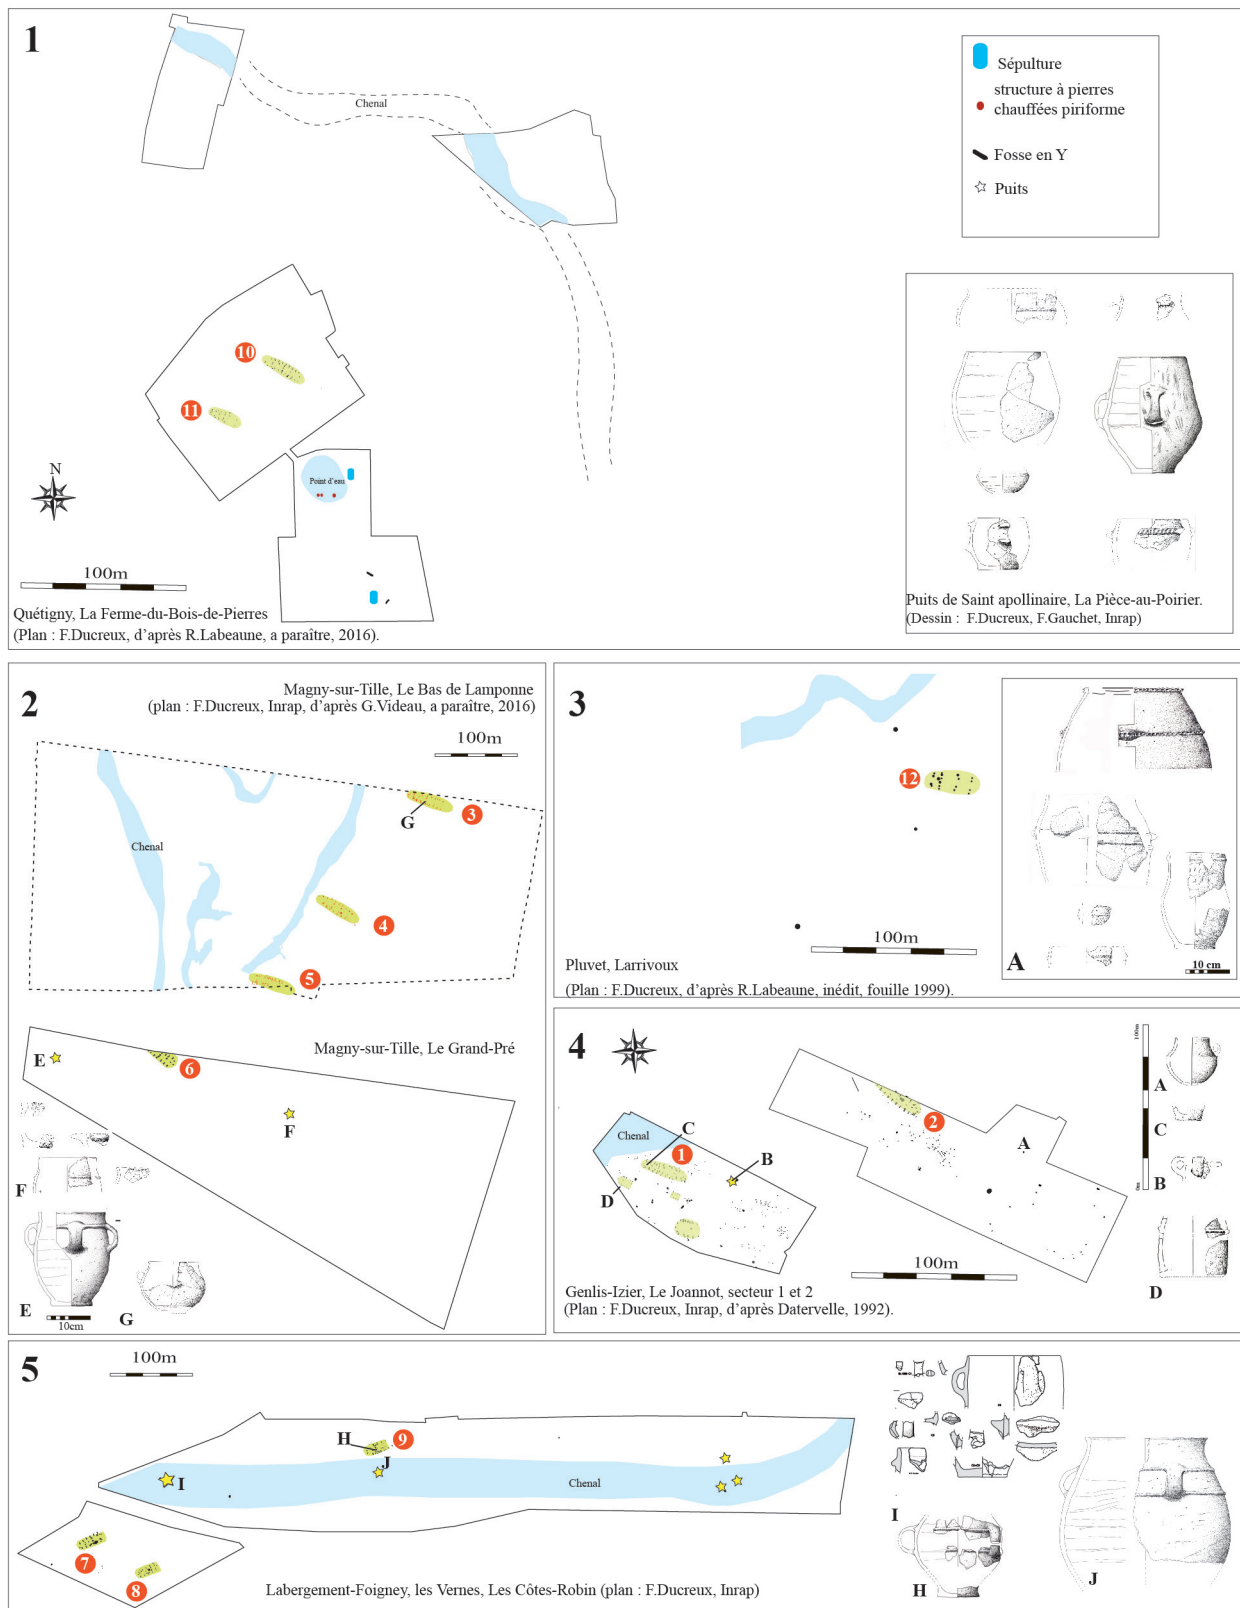 1
Chenal
Sépulture
structure à pierres
chauffées piriforme
Fosse en Y
Puits
10
11
Point d'eau
N
100m
Quétigny, La Ferme-du-Bois-de-Pierres
(Plan : F.Ducreux, d'après R.Labeaune, a paraître, 2016).
Puits de Saint apollinaire, La Pièce-au-Poirier.
(Dessin : F.Ducreux, F.Gauchet, Inrap)
2
Magny-sur-Tille, Le Bas de Lamponne
(plan : F.Ducreux, Inrap, d'après G.Videau, a paraître, 2016)
100m
G
3
Chenal
4
5
Magny-sur-Tille, Le Grand-Pré
E
6
F
F
E
G
10cm
3
12
100m
Pluvet, Larrivoux
(Plan : F.Ducreux, d'après R.Labeaune, inédit, fouille 1999).
A
10 cm
4
Chenal
C
1
B
D
2
A
100m
Genlis-Izier, Le Joannot, secteur 1 et 2
(Plan : F.Ducreux, Inrap, d'après Datervelle, 1992).
100m
0m
A
C
B
D
5
100m
H
9
J
I
Chenal
7
8
Labergement-Foigney, les Vernes, Les Côtes-Robin (plan : F.Ducreux, Inrap)
I
H
J